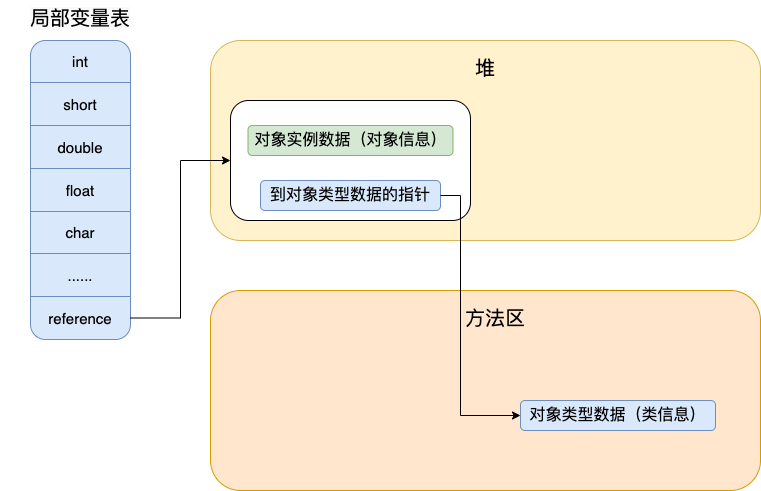 局部变量表
int
short
double
float
char
......
reference
堆
对象实例数据（对象信息）
到对象类型数据的指针
方法区
对象类型数据（类信息）